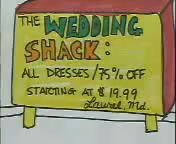 THE WEDDING
SHACK:
ALL DRESSES/75% OFF
STARTING AT $19.99
Laurel, Md.